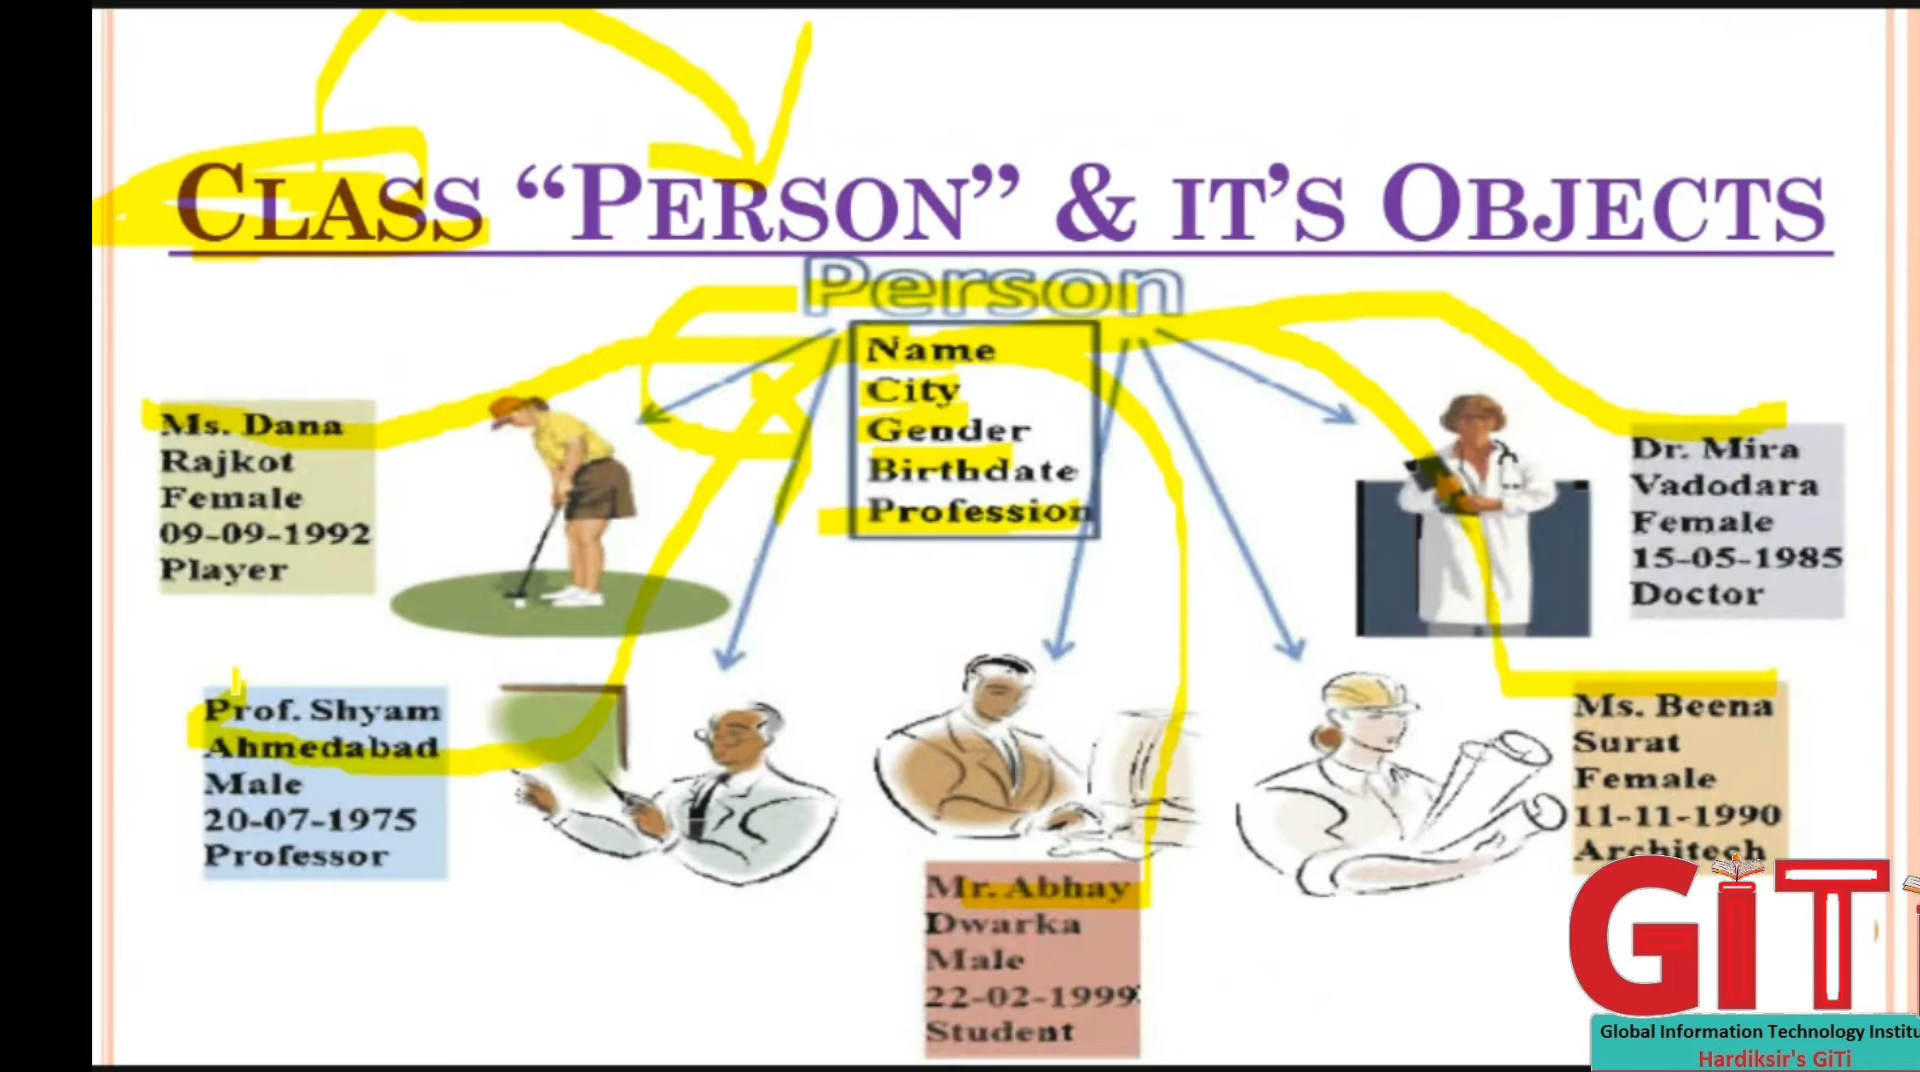 CLASS “PERSON” & IT’S OBJECTS
Person
Name
City
Gender
Birthdate
Profession
Ms. Dana
Rajkot
Female
09-09-1992
Player
Dr. Mira
Vadodara
Female
15-05-1985
Doctor
Prof. Shyam
Ahmedabad
Male
20-07-1975
Professor
Mr. Abhay
Dwarka
Male
22-02-1999
Student
Ms. Beena
Surat
Female
11-11-1990
Architech
GiTi
Global Information Technology Institu
Hardiksir's GiTi